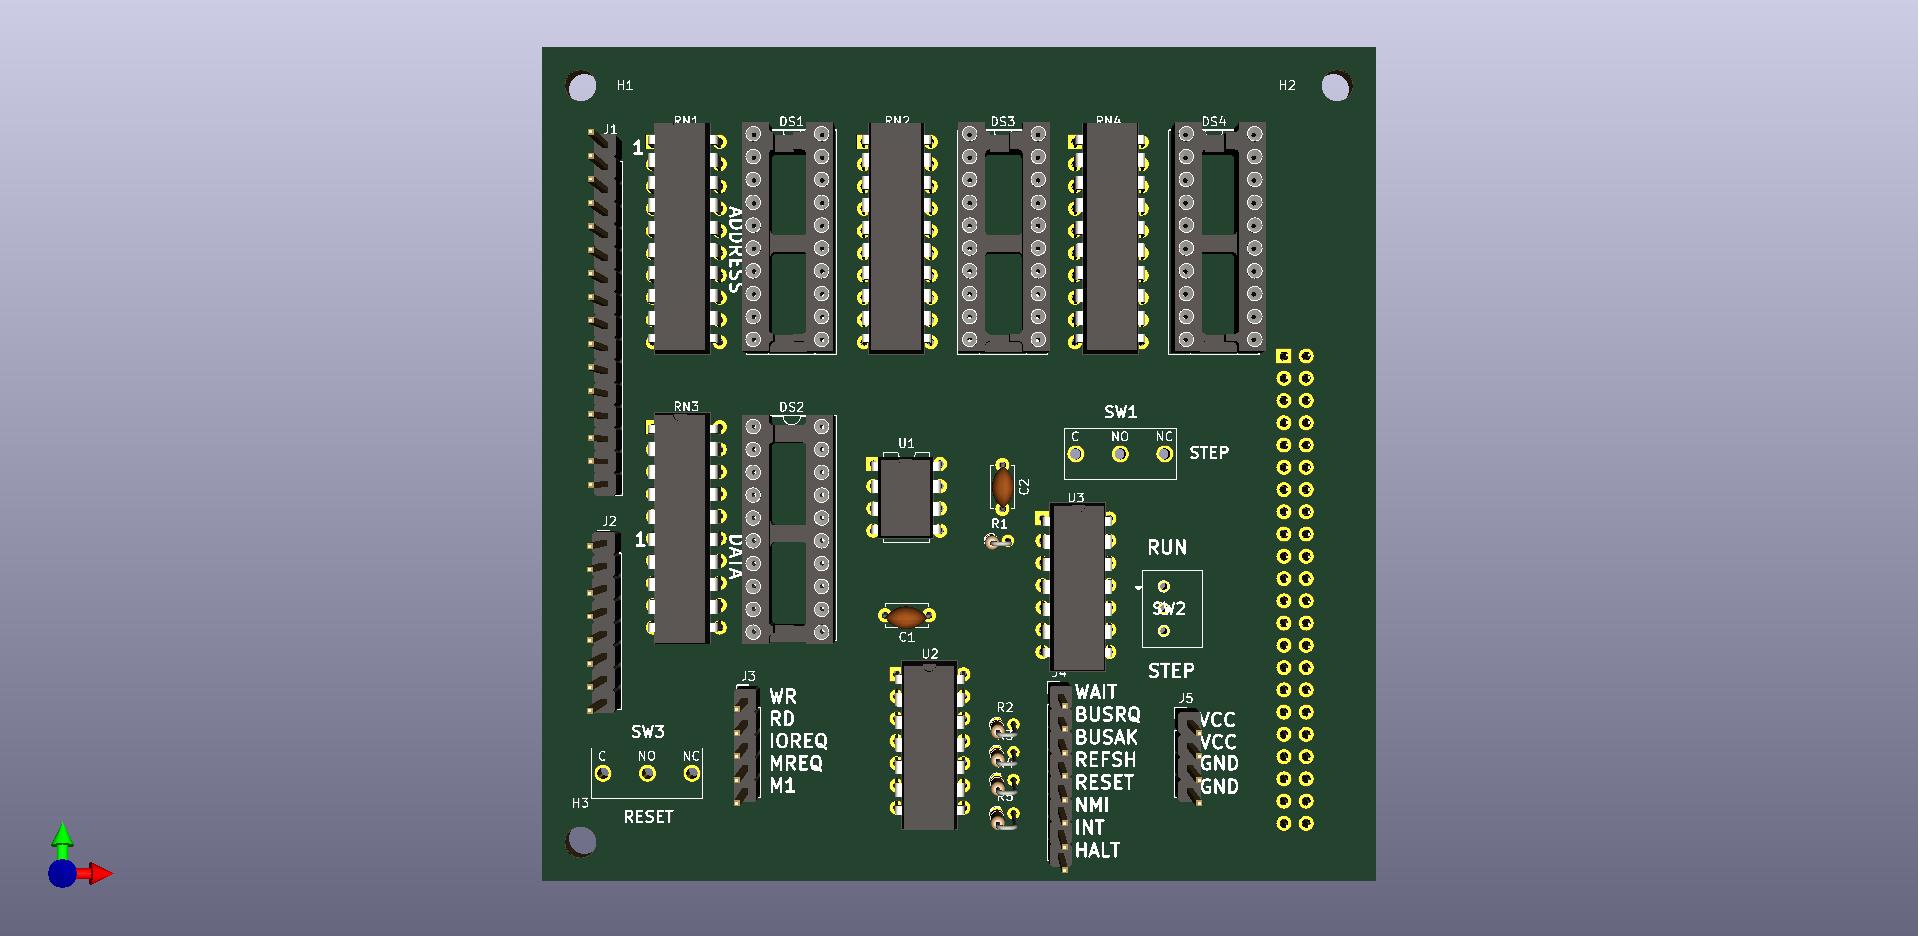 H1
H2
J1
RN1
DS1
RN2
DS3
RN4
DS4
1
ADDRESS
RN3
DS2
SW1
C
NO
NC
STEP
U1
C2
U3
R1
J2
1
DATA
RUN
SW2
STEP
C1
U2
J3
WR
RD
IOREQ
MREQ
M1
J4
WAIT
BUSRQ
BUSAK
REFSH
RESET
NMI
INT
HALT
J5
VCC
VCC
GND
GND
R2
R5
SW3
C
NO
NC
H3
RESET